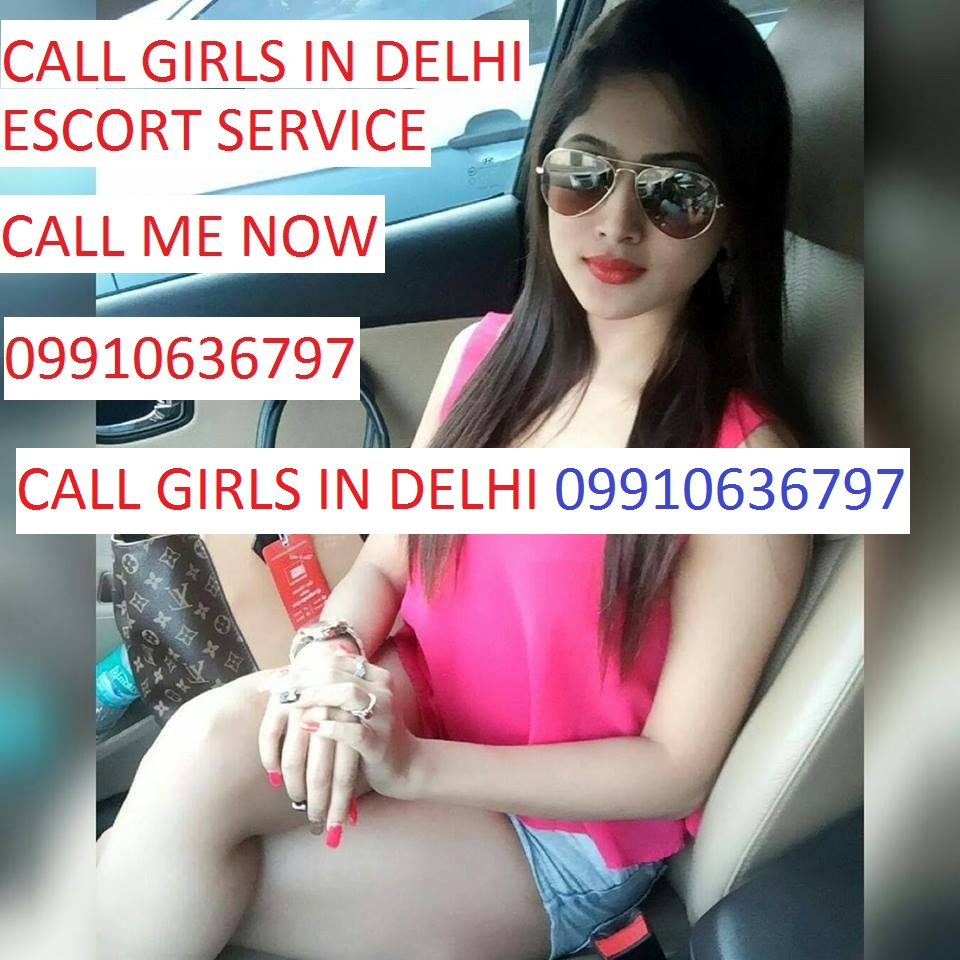 CALL GIRLS IN DELHI
ESCORT SERVICE
CALL ME NOW
09910636797
CALL GIRLS IN DELHI 09910636797